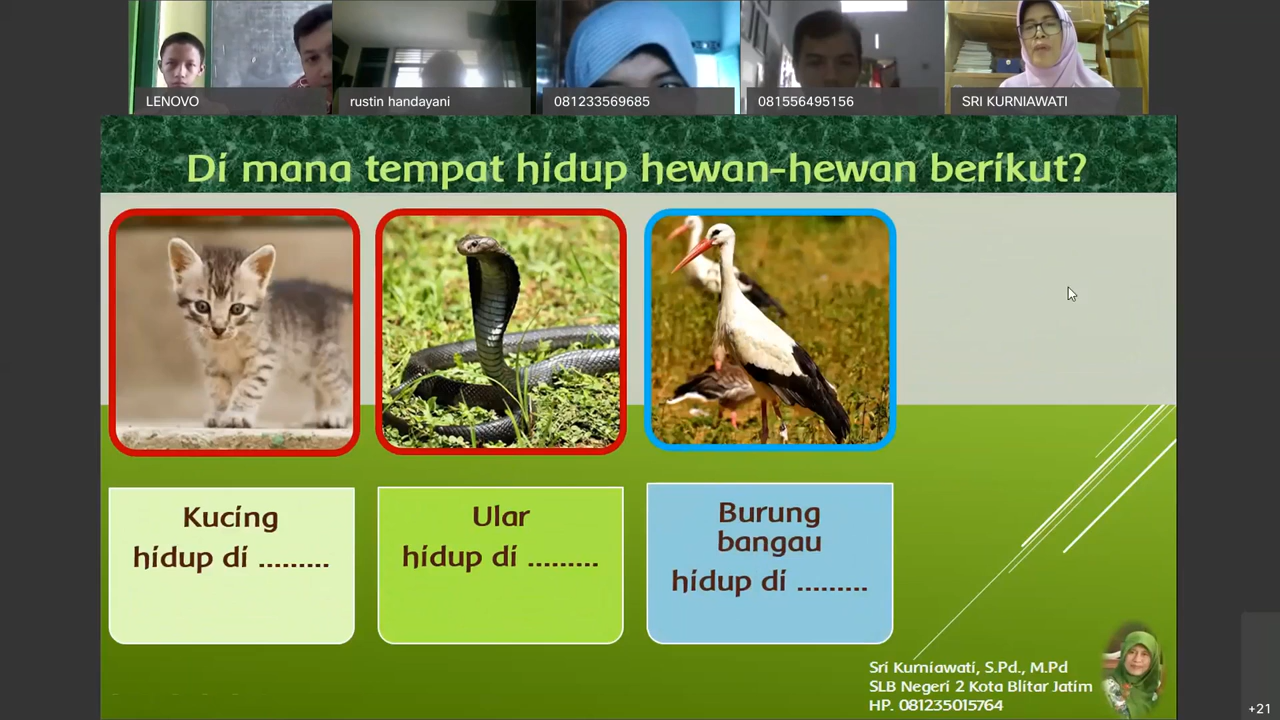 LENOVO
rustin handayani
081233569685
081556495156
SRI KURNIAWATI
Di mana tempat hidup hewan-hewan berikut?
Kucing
hidup di .........
Ular
hidup di .........
Burung
bangau
hidup di .........
Sri Kurniawati, S.Pd., M.Pd
SLB Negeri 2 Kota Blitar Jatim
HP. 081235015764
+21